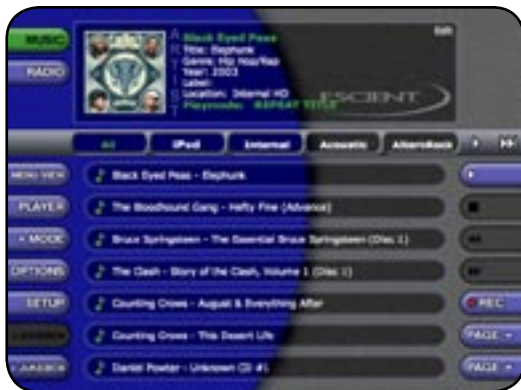 MUSIC
RADIO
ARTIST
Black Eyed Peas
Title: Elephunk
Genre: Hip Hop/Rap
Year: 2003
Label:
Location: Internal HD
Playmode: REPEAT TITLE
Edit
ESCIENT
All
iPod
Internal
Acoustic
AlternRock
MENU VIEW
Black Eyed Peas - Elephunk
PLAYER
The Bloodhound Gang - Hefty Fine (Advance)
+ MODE
Bruce Springsteen - The Essential Bruce Springsteen (Disc 1)
OPTIONS
The Clash - Story of the Clash, Volume 1 (Disc 1)
SETUP
Counting Crows - August & Everything After
REC
Counting Crows - This Desert Life
PAGE
JUKEBOX
Daniel Powter - Unknown CD #1
PAGE